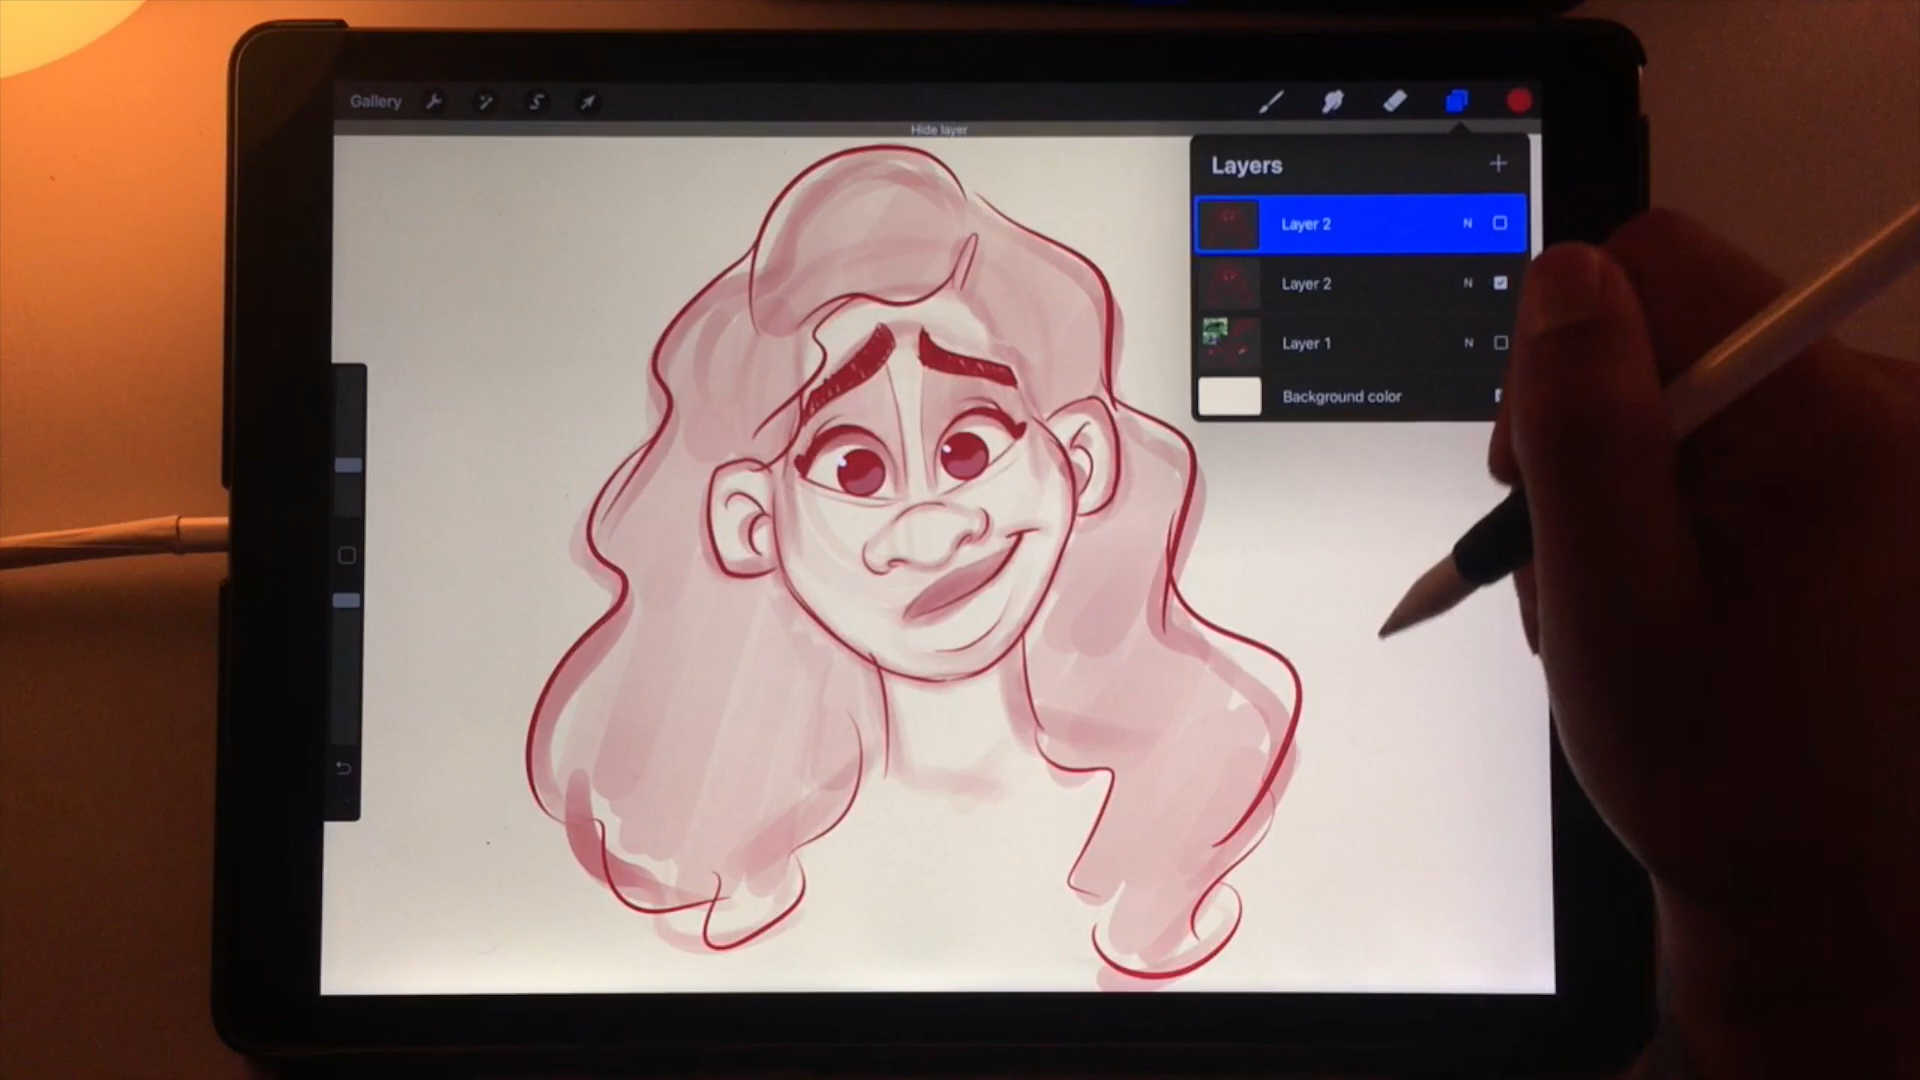 Gallery
Hide layer
Layers
Layer 2 N
Layer 2 N
Layer 1 N
Background color